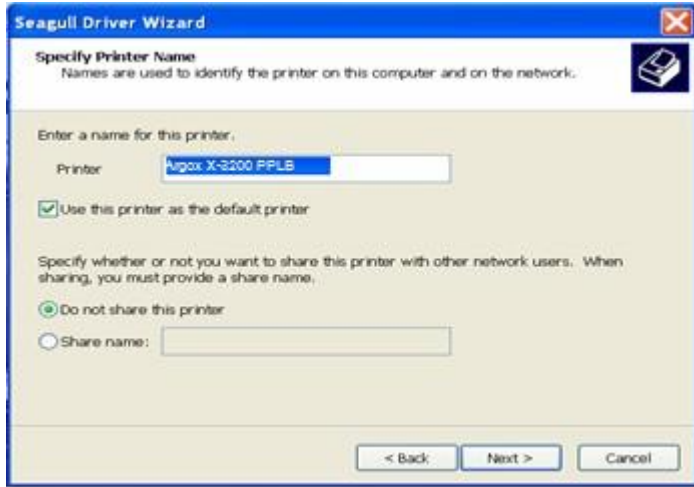 Seagull Driver Wizard
Specify Printer Name
Names are used to identify the printer on this computer and on the network.
Enter a name for this printer.
Printer
Argox X-3200 PPLB
Use this printer as the default printer
Specify whether or not you want to share this printer with other network users. When
sharing, you must provide a share name.
Do not share this printer
Share name:
< Back
Next >
Cancel